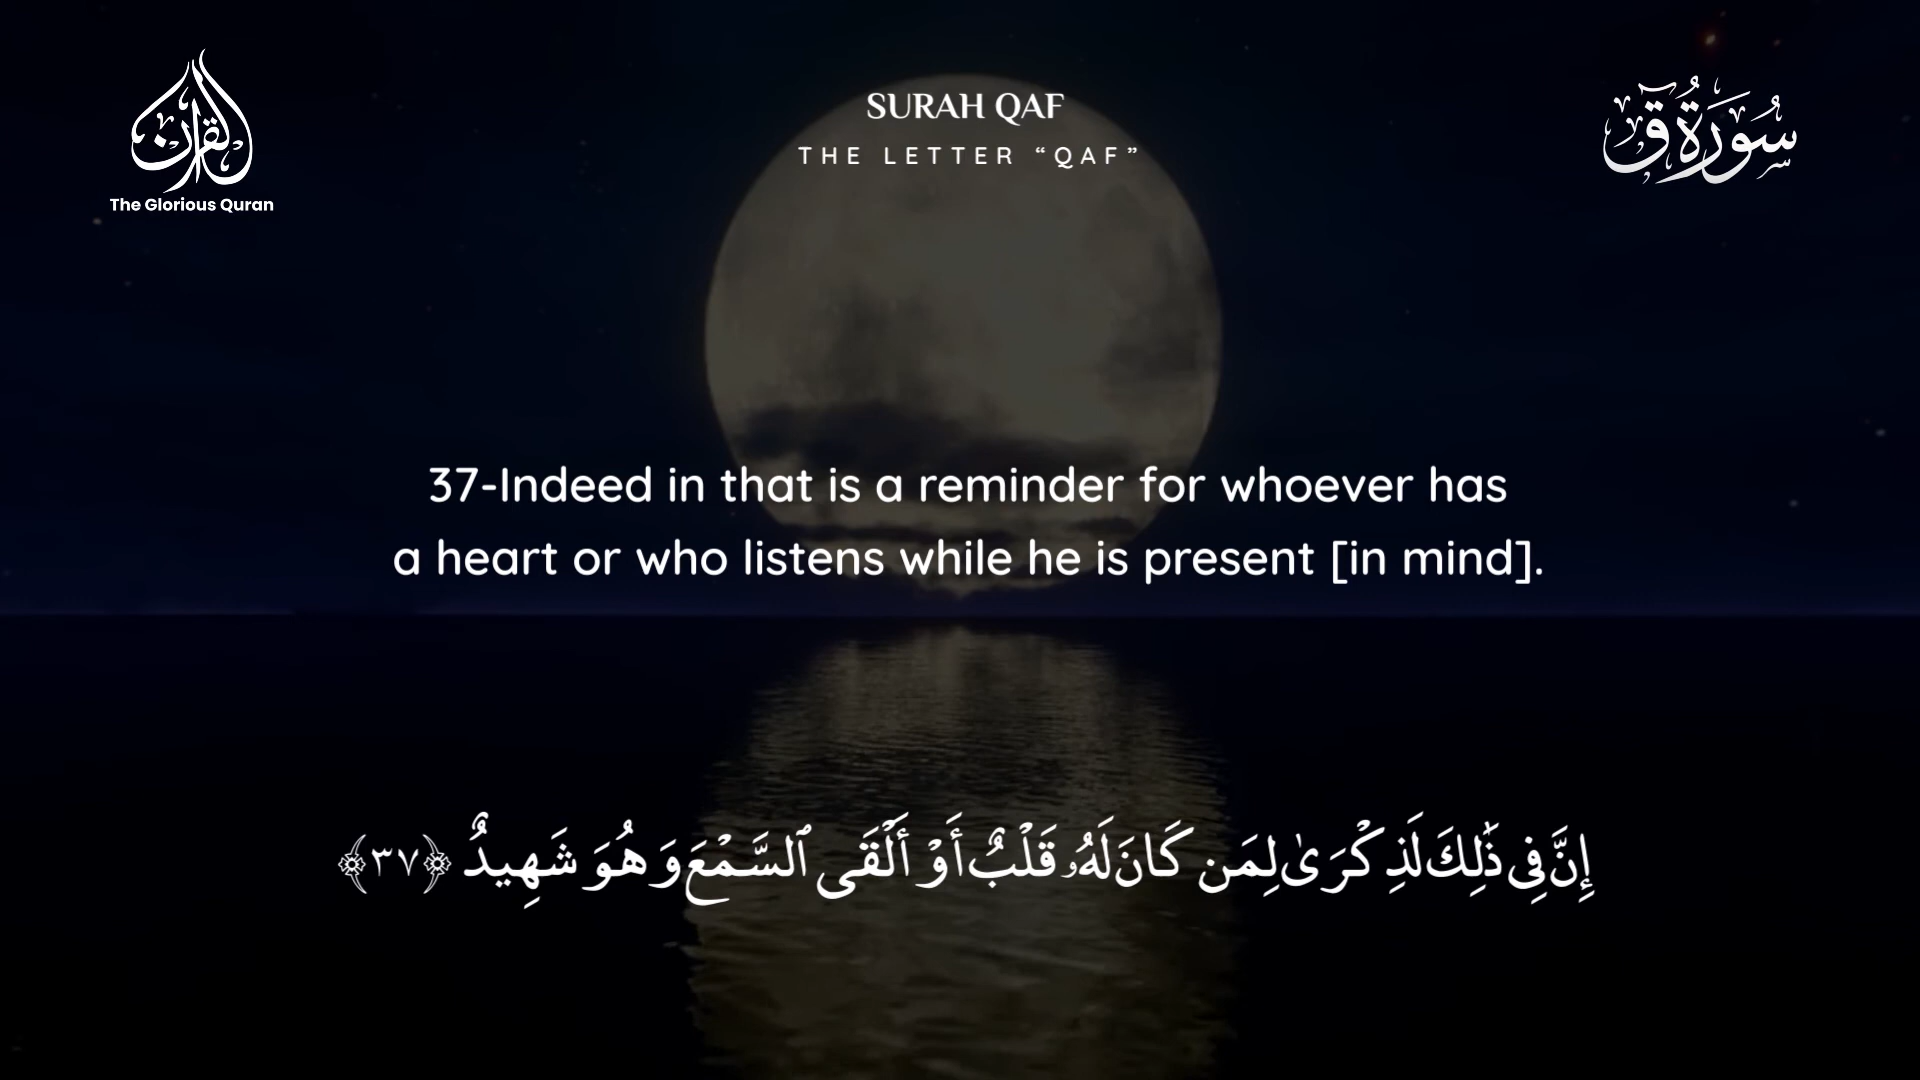 القرآن
The Glorious Quran
SURAH QAF
THE LETTER “QAF”
سُورَةُ قٓ
37-Indeed in that is a reminder for whoever has
a heart or who listens while he is present [in mind].
إِنَّ فِى ذَٰلِكَ لَذِكْرَىٰ لِمَن كَانَ لَهُۥ قَلْبٌ أَوْ أَلْقَى ٱلسَّمْعَ وَهُوَ شَهِيدٌ ﴿٣٧﴾